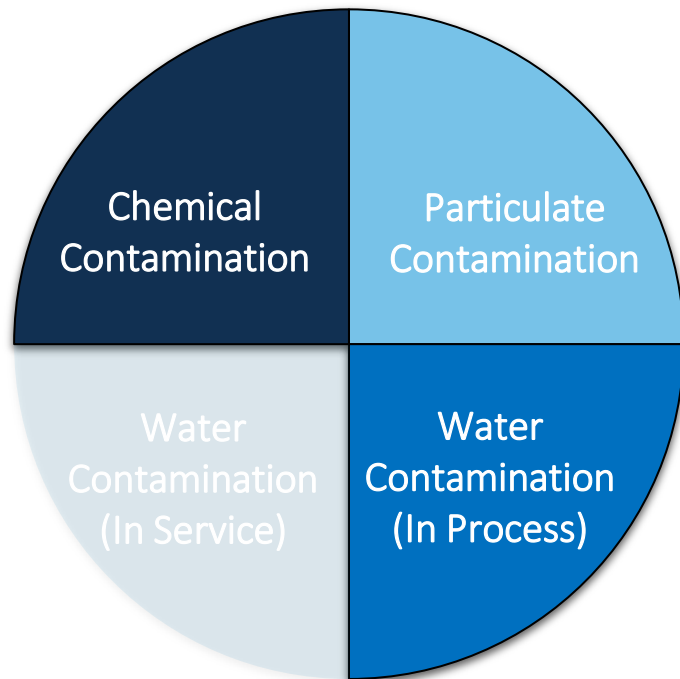 Chemical
Contamination
Particulate
Contamination
Water
Contamination
(In Service)
Water
Contamination
(In Process)